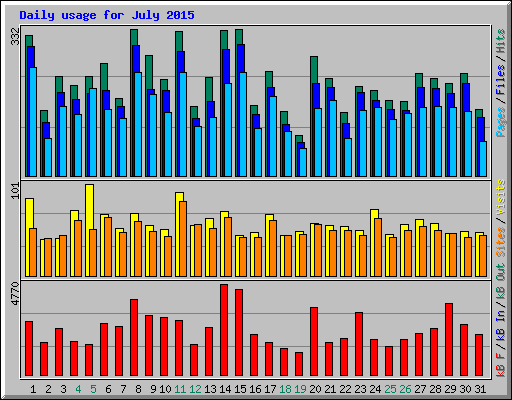 Daily usage for July 2015
332
Pages / Files / Hits
101
Sites / Visits
4770
kB F / kB In / kB Out
1 2 3 4 5 6 7 8 9 10 11 12 13 14 15 16 17 18 19 20 21 22 23 24 25 26 27 28 29 30 31